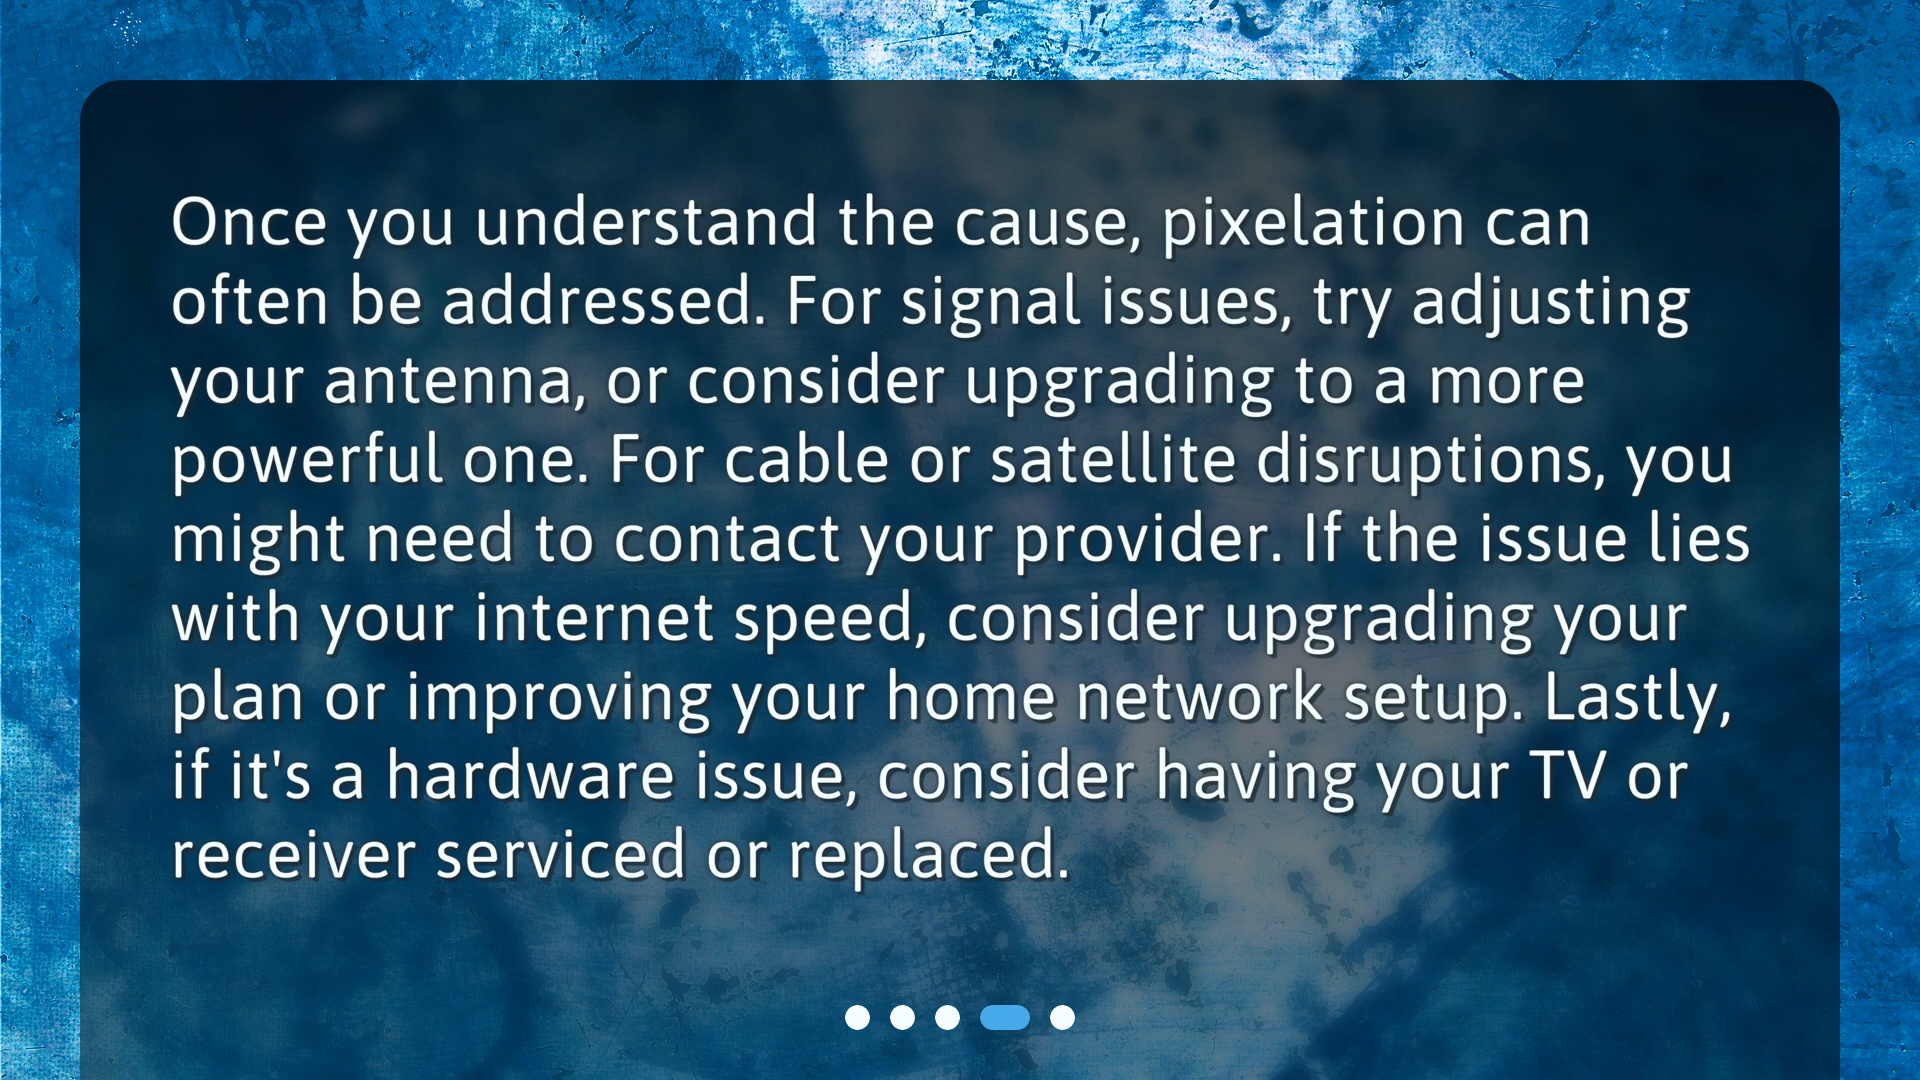 Once you understand the cause, pixelation can
often be addressed. For signal issues, try adjusting
your antenna, or consider upgrading to a more
powerful one. For cable or satellite disruptions, you
might need to contact your provider. If the issue lies
with your internet speed, consider upgrading your
plan or improving your home network setup. Lastly,
if it's a hardware issue, consider having your TV or
receiver serviced or replaced.